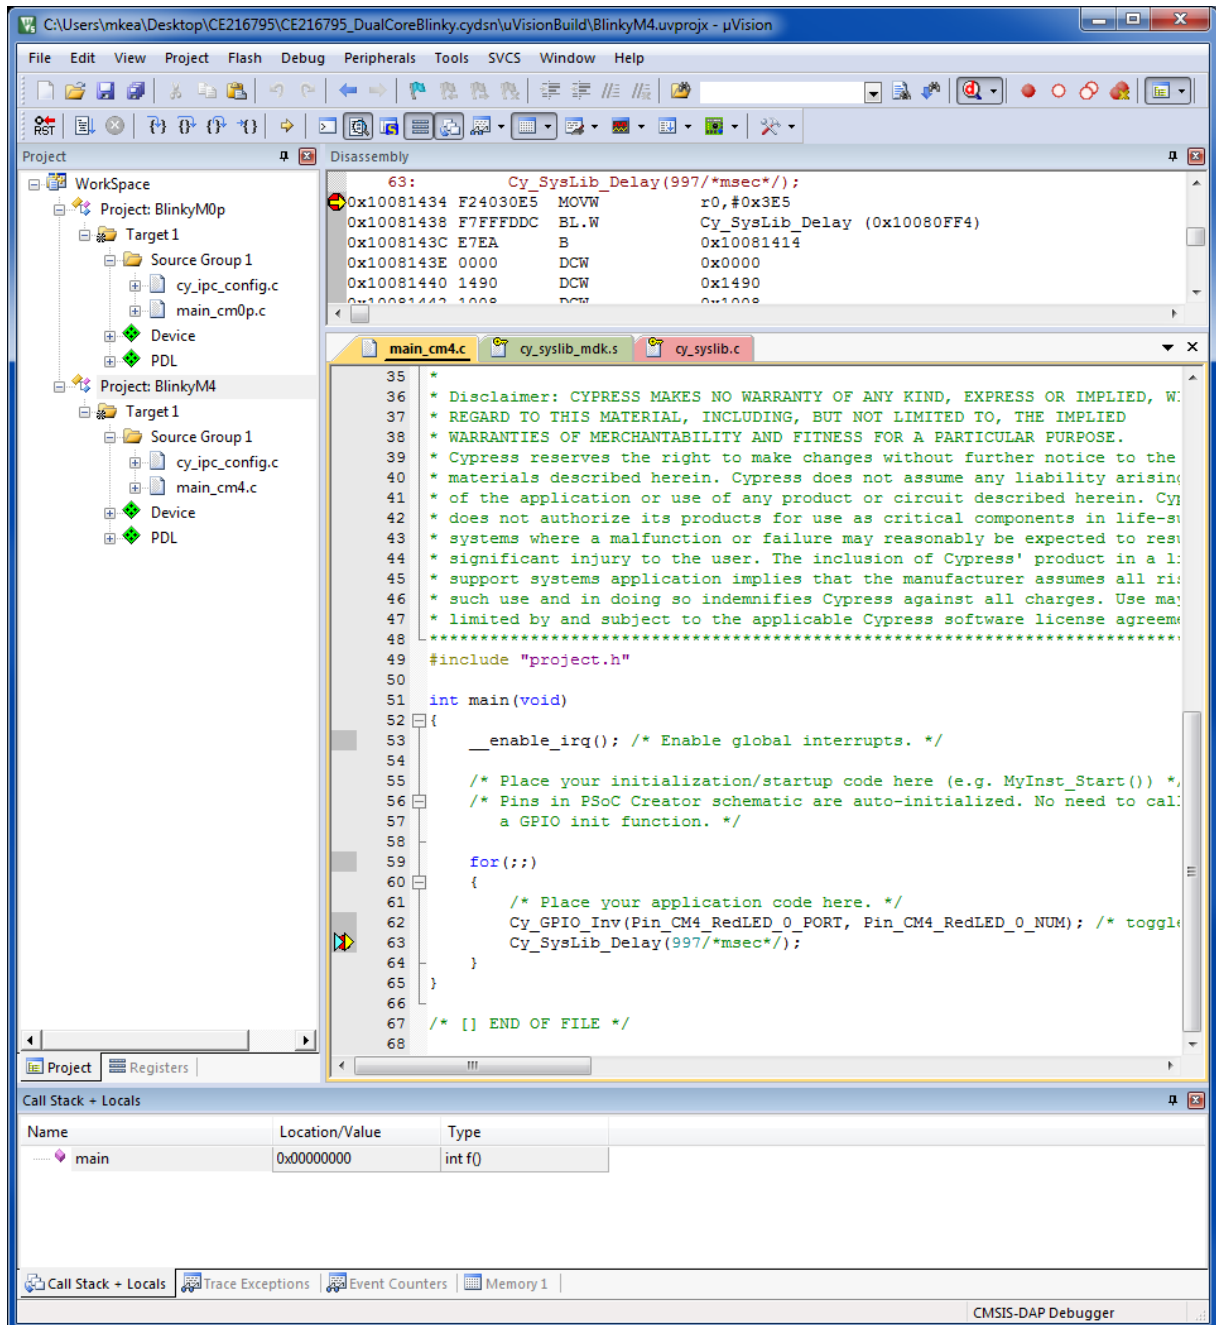 C:\Users\mkea\Desktop\CE216795\CE216795_DualCoreBlinky.cydsn\uVisionBuild\BlinkyM4.uvprojx - µVision
File Edit View Project Flash Debug Peripherals Tools SVCS Window Help
RST
Project
WorkSpace
Project: BlinkyM0p
Target 1
Source Group 1
cy_ipc_config.c
main_cm0p.c
Device
PDL
Project: BlinkyM4
Target 1
Source Group 1
cy_ipc_config.c
main_cm4.c
Device
PDL
Project Registers
Disassembly
63: Cy_SysLib_Delay(997/*msec*/);
0x10081434 F24030E5 MOVW r0,#0x3E5
0x10081438 F7FFFDDC BL.W Cy_SysLib_Delay (0x10080FF4)
0x1008143C E7EA B 0x10081414
0x1008143E 0000 DCW 0x0000
0x10081440 1490 DCW 0x1490
0x10081442 1008 DCW 0x1008
main_cm4.c cy_syslib_mdk.s cy_syslib.c
35 *
36 * Disclaimer: CYPRESS MAKES NO WARRANTY OF ANY KIND, EXPRESS OR IMPLIED, W
37 * REGARD TO THIS MATERIAL, INCLUDING, BUT NOT LIMITED TO, THE IMPLIED
38 * WARRANTIES OF MERCHANTABILITY AND FITNESS FOR A PARTICULAR PURPOSE.
39 * Cypress reserves the right to make changes without further notice to the
40 * materials described herein. Cypress does not assume any liability arising
41 * of the application or use of any product or circuit described herein. Cyp
42 * does not authorize its products for use as critical components in life-su
43 * systems where a malfunction or failure may reasonably be expected to resu
44 * significant injury to the user. The inclusion of Cypress' product in a li
45 * support systems application implies that the manufacturer assumes all ris
46 * such use and in doing so indemnifies Cypress against all charges. Use may
47 * limited by and subject to the applicable Cypress software license agreeme
48 **************************************************************************
49 #include "project.h"
50
51 int main(void)
52 {
53 __enable_irq(); /* Enable global interrupts. */
54
55 /* Place your initialization/startup code here (e.g. MyInst_Start()) */
56 /* Pins in PSoC Creator schematic are auto-initialized. No need to call
57 a GPIO init function. */
58
59 for(;;)
60 {
61 /* Place your application code here. */
62 Cy_GPIO_Inv(Pin_CM4_RedLED_0_PORT, Pin_CM4_RedLED_0_NUM); /* toggle
63 Cy_SysLib_Delay(997/*msec*/);
64 }
65 }
66
67 /* [] END OF FILE */
68
Call Stack + Locals
Name Location/Value Type
main 0x00000000 int f()
Call Stack + Locals Trace Exceptions Event Counters Memory 1
CMSIS-DAP Debugger